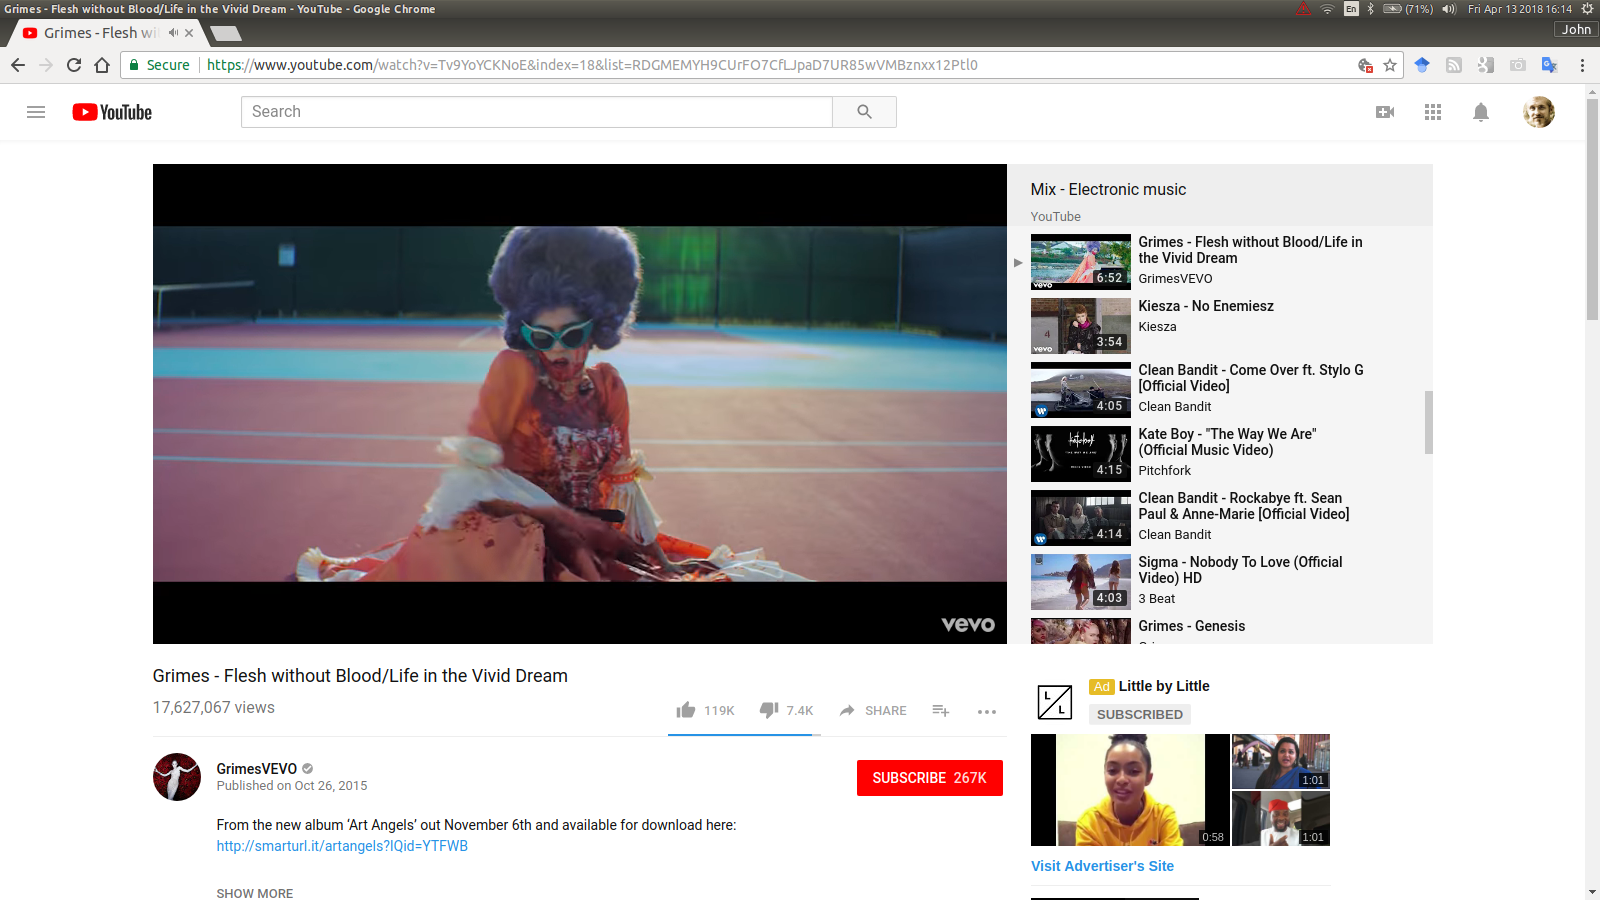 Grimes - Flesh without Blood/Life in the Vivid Dream - YouTube - Google Chrome
En
(71%)
Fri Apr 13 2018 16:14
Grimes - Flesh wi
John
Secure
https://www.youtube.com/watch?v=Tv9YoYCKNoE&index=18&list=RDGMEMYH9CUrFO7CfLJpaD7UR85wVMBznxx12Ptl0
YouTube
Search
vevo
Mix - Electronic music
YouTube
6:52
vevo
Grimes - Flesh without Blood/Life in
the Vivid Dream
GrimesVEVO
4
3:54
vevo
Kiesza - No Enemiesz
Kiesza
4:05
Clean Bandit - Come Over ft. Stylo G
[Official Video]
Clean Bandit
4:15
Kate Boy - "The Way We Are"
(Official Music Video)
Pitchfork
4:14
Clean Bandit - Rockabye ft. Sean
Paul & Anne-Marie [Official Video]
Clean Bandit
4:03
Sigma - Nobody To Love (Official
Video) HD
3 Beat
Grimes - Genesis
Grimes - Flesh without Blood/Life in the Vivid Dream
17,627,067 views
119K
7.4K
SHARE
GrimesVEVO
Published on Oct 26, 2015
SUBSCRIBE 267K
From the new album ‘Art Angels’ out November 6th and available for download here:
http://smarturl.it/artangels?IQid=YTFWB
SHOW MORE
L
L
Ad Little by Little
SUBSCRIBED
0:58
1:01
1:01
Visit Advertiser's Site